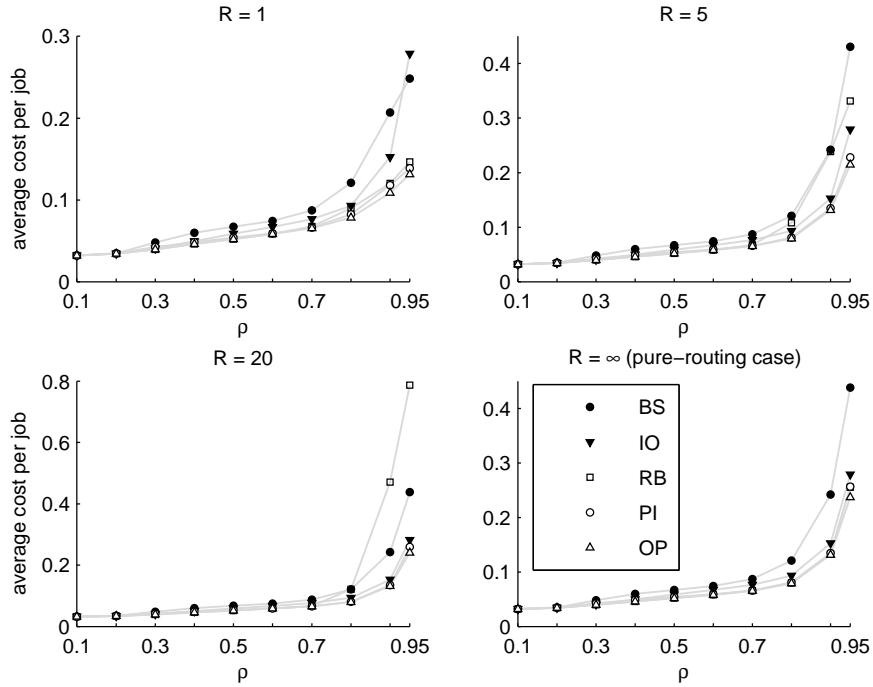 R = 1
0.3
0.2
0.1
0
average cost per job
0.1
0.3
0.5
0.7
0.95
ρ
R = 5
0.4
0.3
0.2
0.1
0
0.1
0.3
0.5
0.7
0.95
ρ
R = 20
0.8
0.6
0.4
0.2
0
average cost per job
0.1
0.3
0.5
0.7
0.95
ρ
R = ∞ (pure−routing case)
0.4
0.3
0.2
0.1
0
BS
IO
RB
PI
OP
0.1
0.3
0.5
0.7
0.95
ρ